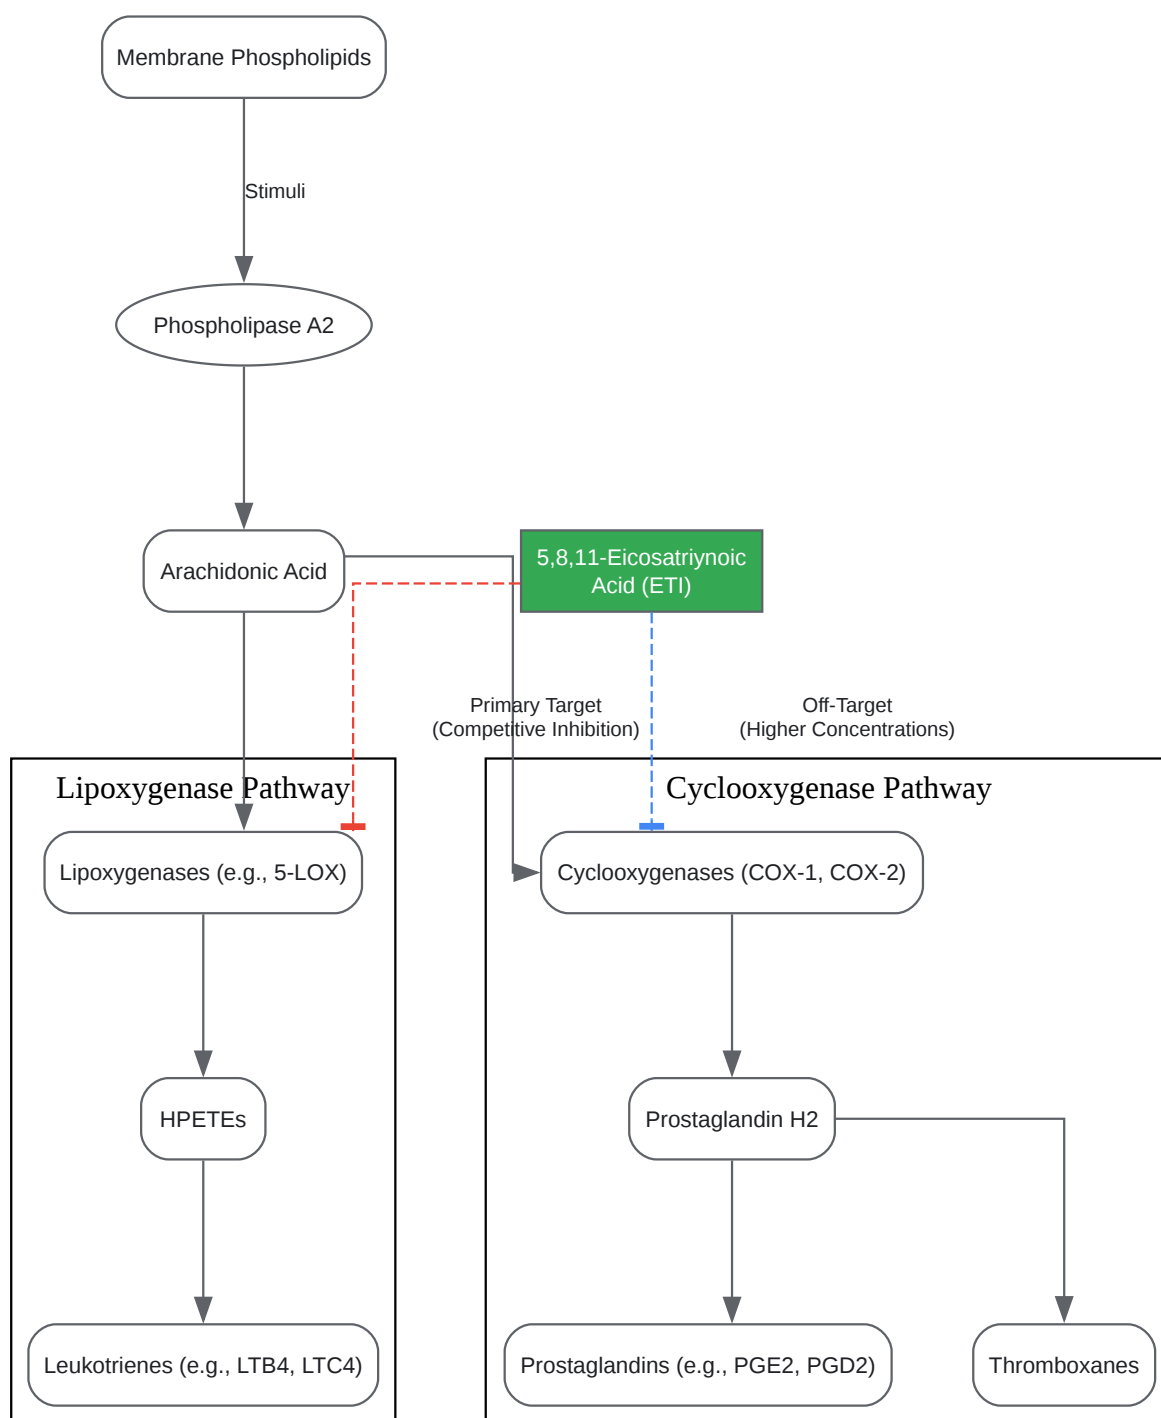 Membrane Phospholipids
Stimuli
Phospholipase A2
Arachidonic Acid
5,8,11-Eicosatriynoic
Acid (ETI)
Primary Target
(Competitive Inhibition)
Off-Target
(Higher Concentrations)
Lipoxygenase Pathway
Cyclooxygenase Pathway
Lipoxygenases (e.g., 5-LOX)
Cyclooxygenases (COX-1, COX-2)
HPETEs
Prostaglandin H2
Leukotrienes (e.g., LTB4, LTC4)
Prostaglandins (e.g., PGE2, PGD2)
Thromboxanes